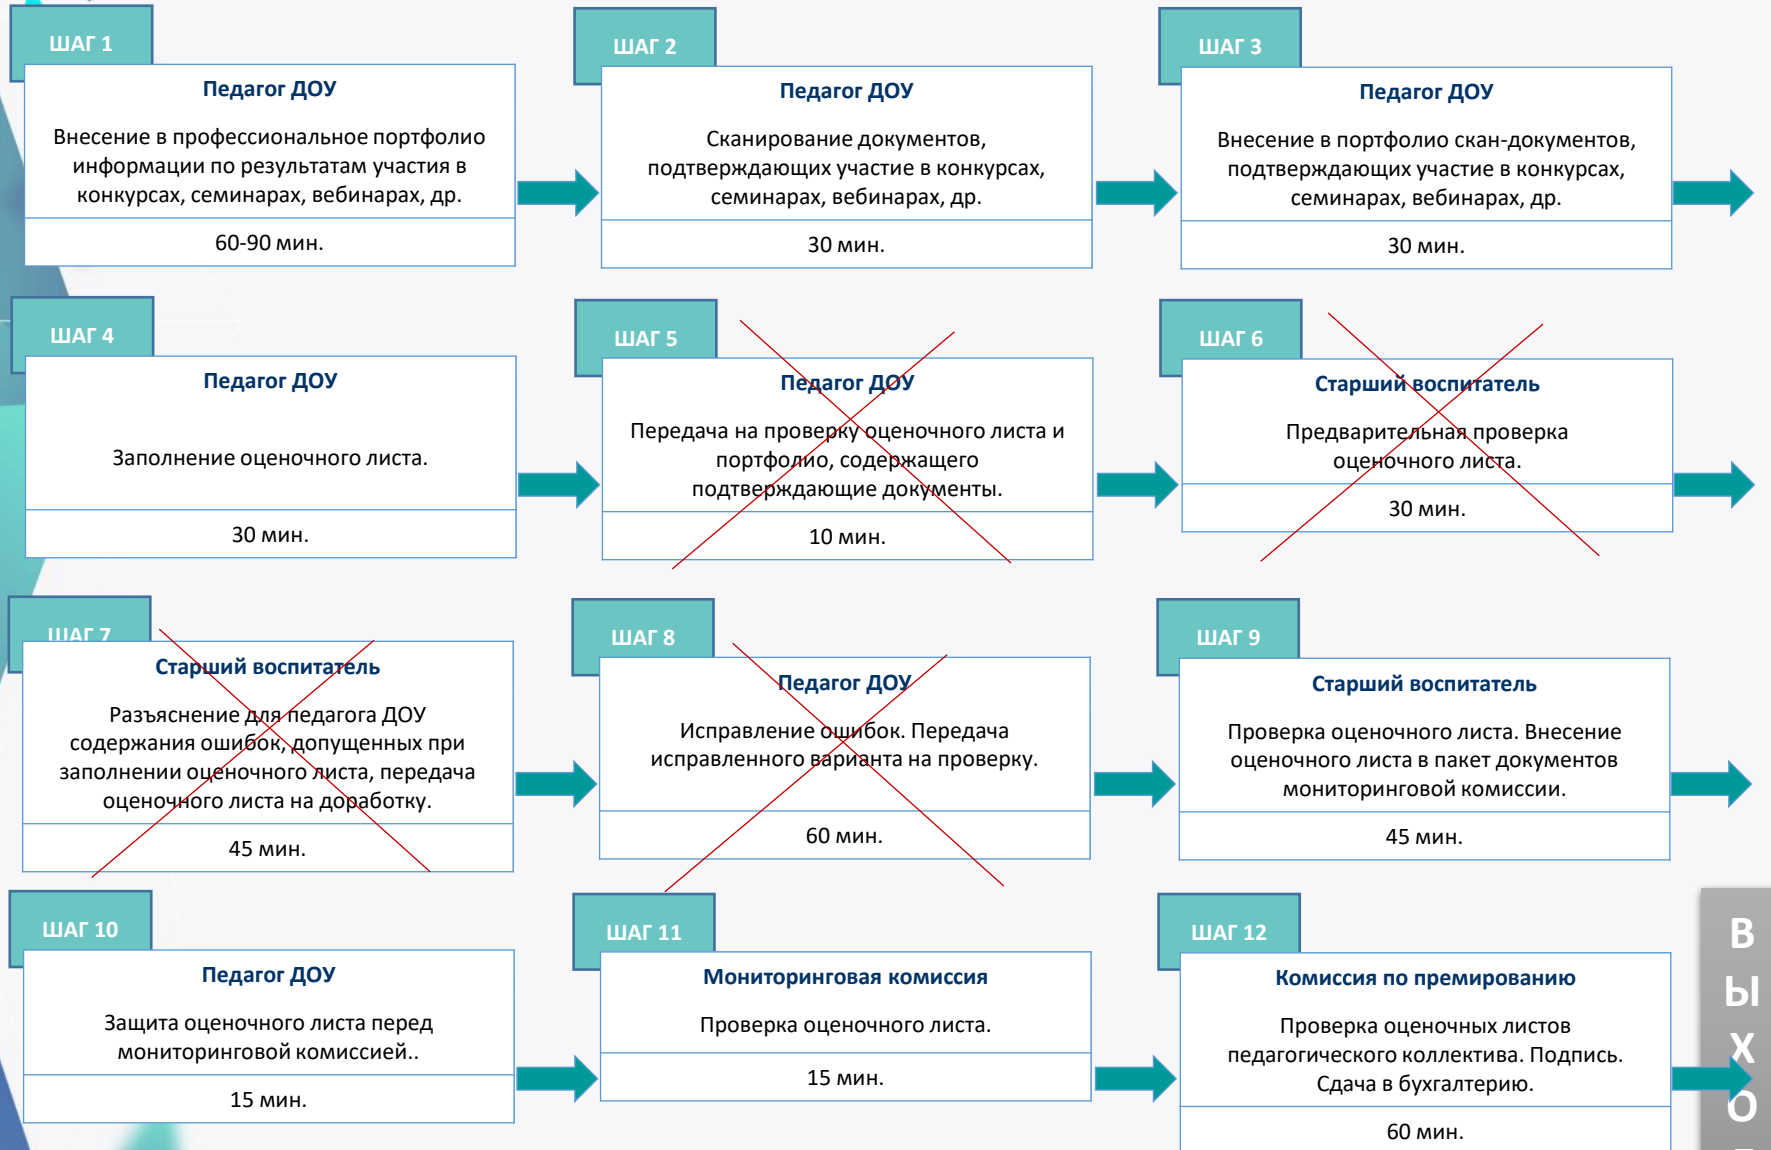 ШАГ 1
Педагог ДОУ
Внесение в профессиональное портфолио
информации по результатам участия в
конкурсах, семинарах, вебинарах, др.
60-90 мин.
ШАГ 2
Педагог ДОУ
Сканирование документов,
подтверждающих участие в конкурсах,
семинарах, вебинарах, др.
30 мин.
ШАГ 3
Педагог ДОУ
Внесение в портфолио скан-документов,
подтверждающих участие в конкурсах,
семинарах, вебинарах, др.
30 мин.
ШАГ 4
Педагог ДОУ
Заполнение оценочного листа.
30 мин.
ШАГ 5
Педагог ДОУ
Передача на проверку оценочного листа и
портфолио, содержащего
подтверждающие документы.
10 мин.
ШАГ 6
Старший воспитатель
Предварительная проверка
оценочного листа.
30 мин.
ШАГ 7
Старший воспитатель
Разъяснение для педагога ДОУ
содержания ошибок, допущенных при
заполнении оценочного листа, передача
оценочного листа на доработку.
45 мин.
ШАГ 8
Педагог ДОУ
Исправление ошибок. Передача
исправленного варианта на проверку.
60 мин.
ШАГ 9
Старший воспитатель
Проверка оценочного листа. Внесение
оценочного листа в пакет документов
мониторинговой комиссии.
45 мин.
ШАГ 10
Педагог ДОУ
Защита оценочного листа перед
мониторинговой комиссией..
15 мин.
ШАГ 11
Мониторинговая комиссия
Проверка оценочного листа.
15 мин.
ШАГ 12
Комиссия по премированию
Проверка оценочных листов
педагогического коллектива. Подпись.
Сдача в бухгалтерию.
60 мин.
В
Ы
Х
О